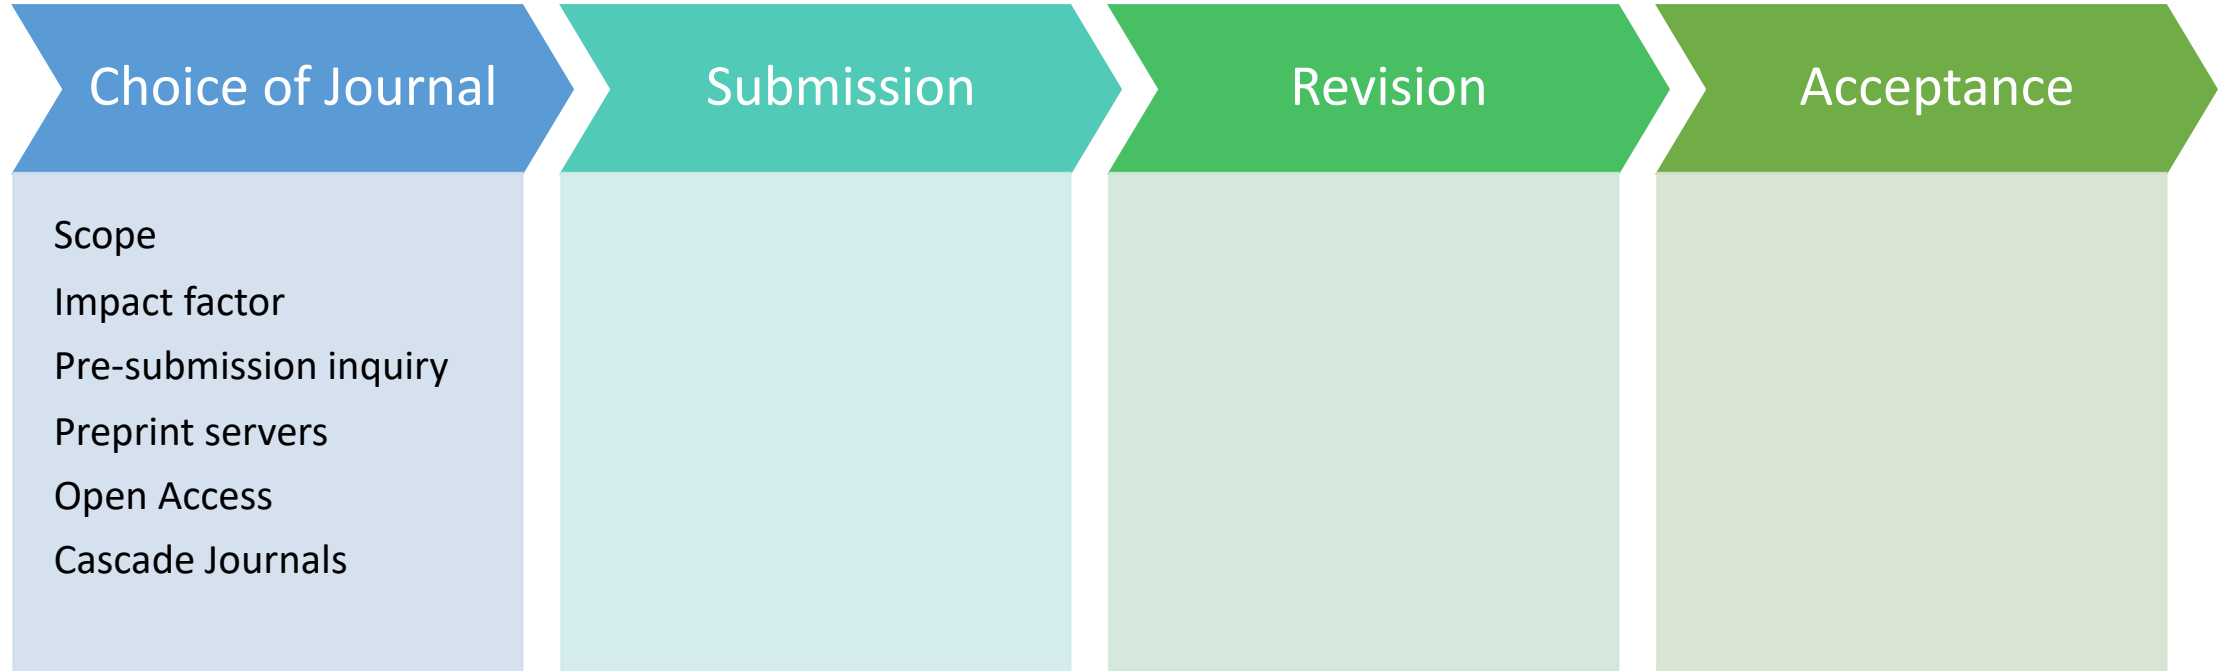 Choice of Journal
Submission
Revision
Acceptance
Scope
Impact factor
Pre-submission inquiry
Preprint servers
Open Access
Cascade Journals